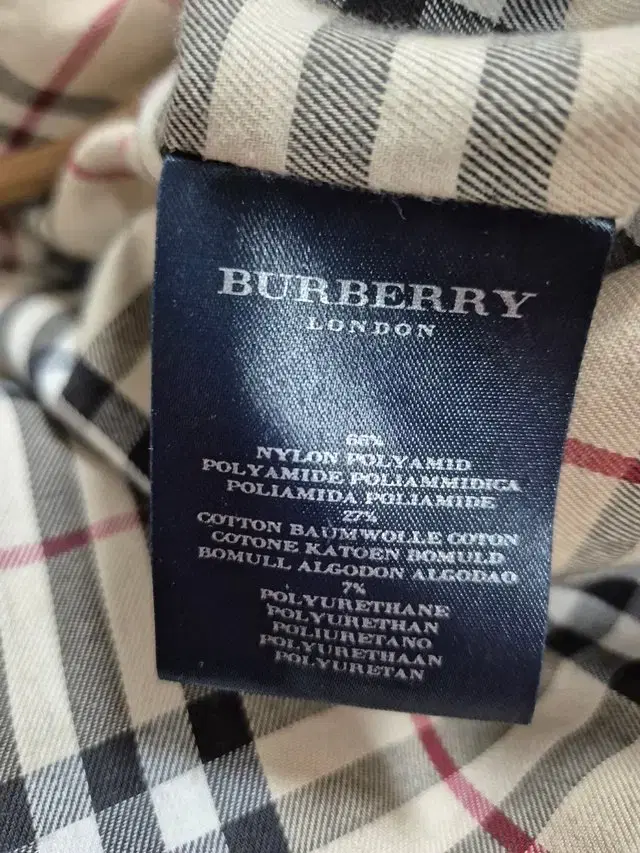 BURBERRY
LONDON
66%
NYLON POLYAMID
POLYAMIDE POLIAMMIDICA
POLIAMIDA POLIAMIDE
27%
COTTON BAUMWOLLE COTON
COTONE KATOEN BOMULD
BOMULL ALGODON ALGODAO
7%
POLYURETHANE
POLYURETHAN
POLIURETANO
POLYURETHAAN
POLYURETAN